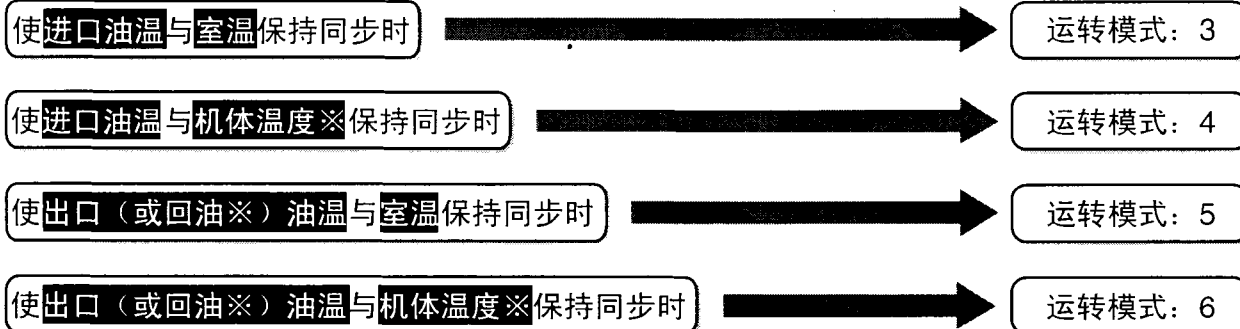 使进口油温与室温保持同步时 运转模式：3
使进口油温与机体温度※保持同步时 运转模式：4
使出口（或回油※）油温与室温保持同步时 运转模式：5
使出口（或回油※）油温与机体温度※保持同步时 运转模式：6